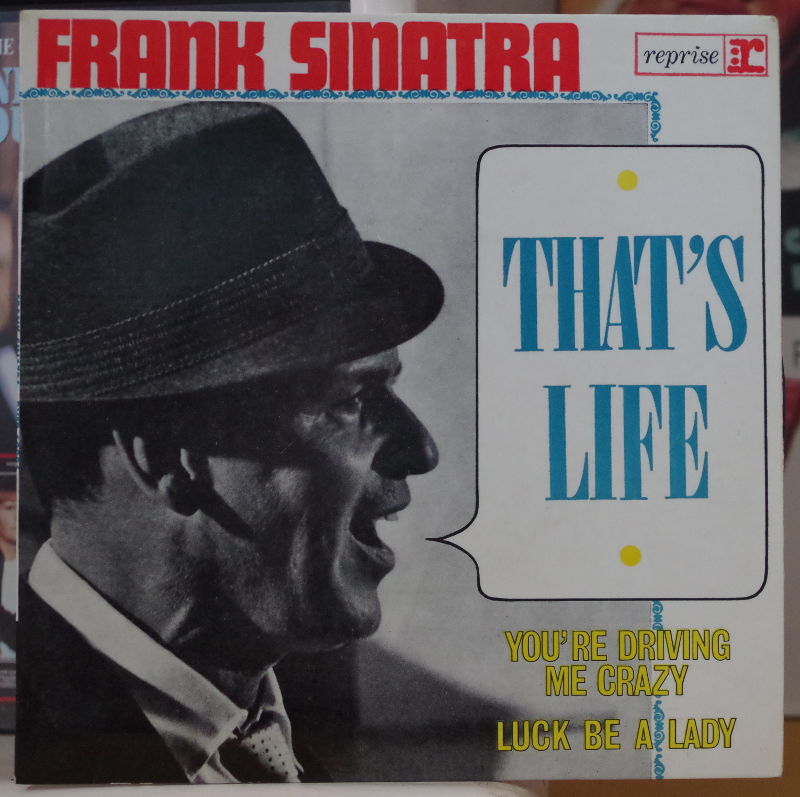 FRANK SINATRA
reprise r
THAT'S
LIFE
YOU'RE DRIVING
ME CRAZY
LUCK BE A LADY